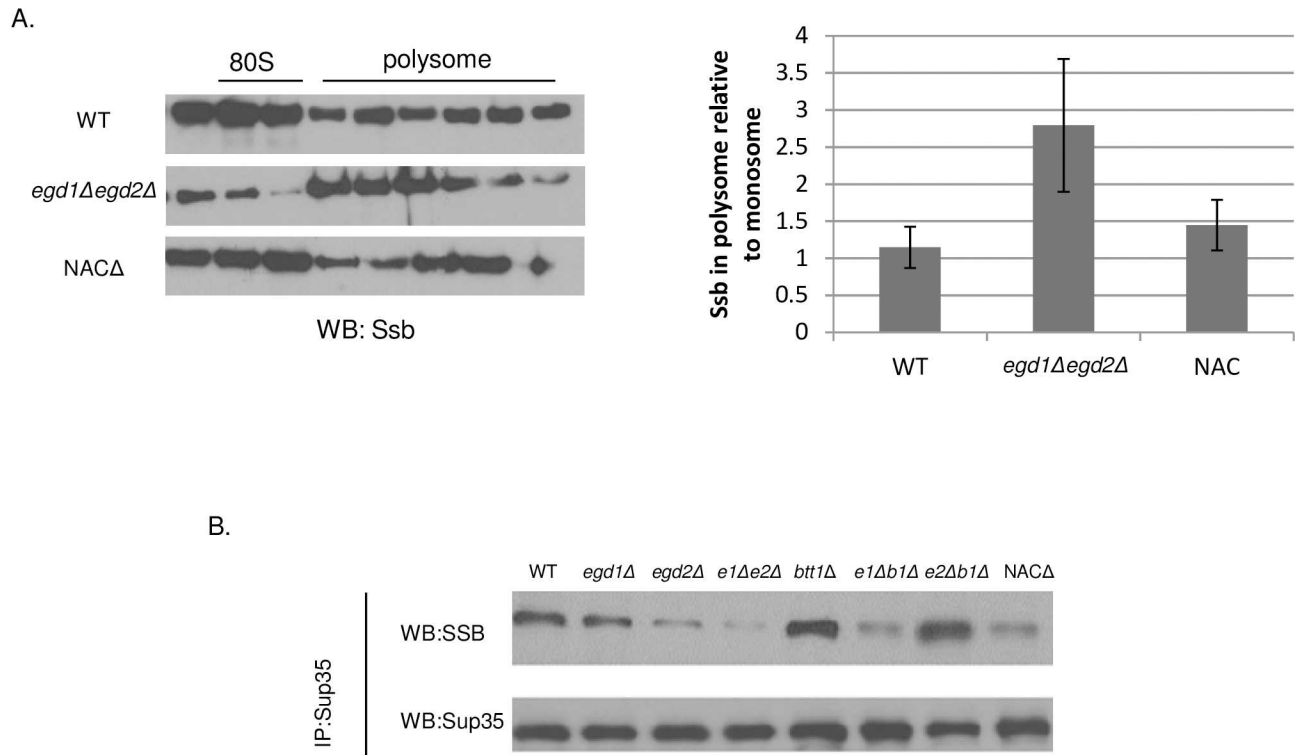 A.
80S
polysome
WT
egd1Δegd2Δ
NACΔ
WB: Ssb
Ssb in polysome relative
to monosome
4
3.5
3
2.5
2
1.5
1
0.5
0
WT
egd1Δegd2Δ
NAC
B.
WT egd1Δ egd2Δ e1Δe2Δ btt1Δ e1Δb1Δ e2Δb1Δ NACΔ
IP:Sup35
WB:SSB
WB:Sup35